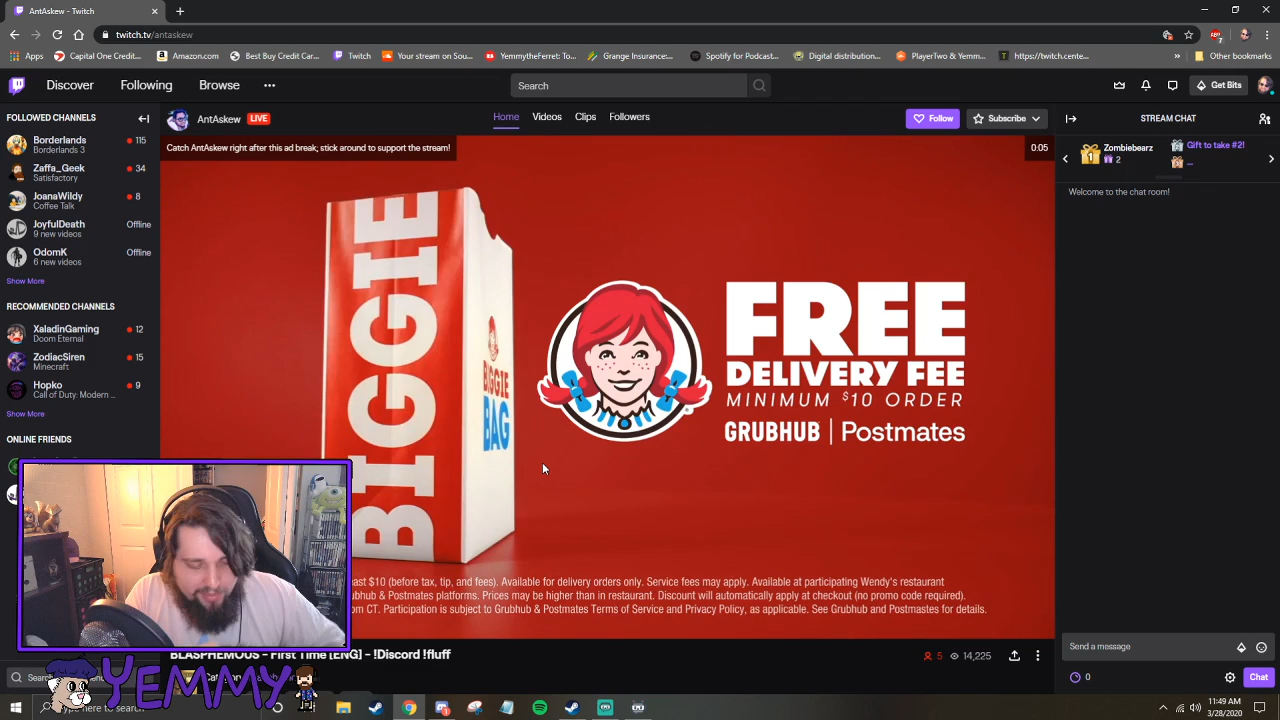 AntAskew - Twitch
twitch.tv/antaskew
Apps
Capital One Credit...
Amazon.com
Best Buy Credit Car...
Twitch
Your stream on Sou...
YemmytheFerret: To...
Grange Insurance:...
Spotify for Podcast...
Digital distribution...
PlayerTwo & Yemm...
https://twitch.cente...
Other bookmarks
Discover
Following
Browse
Search
Get Bits
FOLLOWED CHANNELS
Borderlands 3
115
Zaffa_Geek
Satisfactory
34
JoanaWildy
Coffee Talk
8
JoyfulDeath
9 new videos
Offline
OdomK
6 new videos
Offline
Show More
RECOMMENDED CHANNELS
XaladinGaming
Doom Eternal
12
ZodiacSiren
Minecraft
15
Hopko
Call of Duty: Modern ...
9
Show More
ONLINE FRIENDS
AntAskew
LIVE
Home
Videos
Clips
Followers
Follow
Subscribe
Catch AntAskew right after this ad break; stick around to support the stream!
0:05
BIGGIE
BIGGIE
BAG
FREE
DELIVERY FEE
MINIMUM $10 ORDER
GRUBHUB | Postmates
ast $10 (before tax, tip, and fees). Available for delivery orders only. Service fees may apply. Available at participating Wendy's restaurant
ubhub & Postmates platforms. Prices may be higher than in restaurant. Discount will automatically apply at checkout (no promo code required).
om CT. Participation is subject to Grubhub & Postmates Terms of Service and Privacy Policy, as applicable. See Grubhub and Postmastes for details.
BLASPHEMOUS - First Time [ENG] - !Discord !fluff
5
14,225
STREAM CHAT
1
Zombiebearz
2
Gift to take #2!
...
Welcome to the chat room!
Send a message
0
Chat
Sear
YEMMY
here to search
11:49 AM
3/28/2020